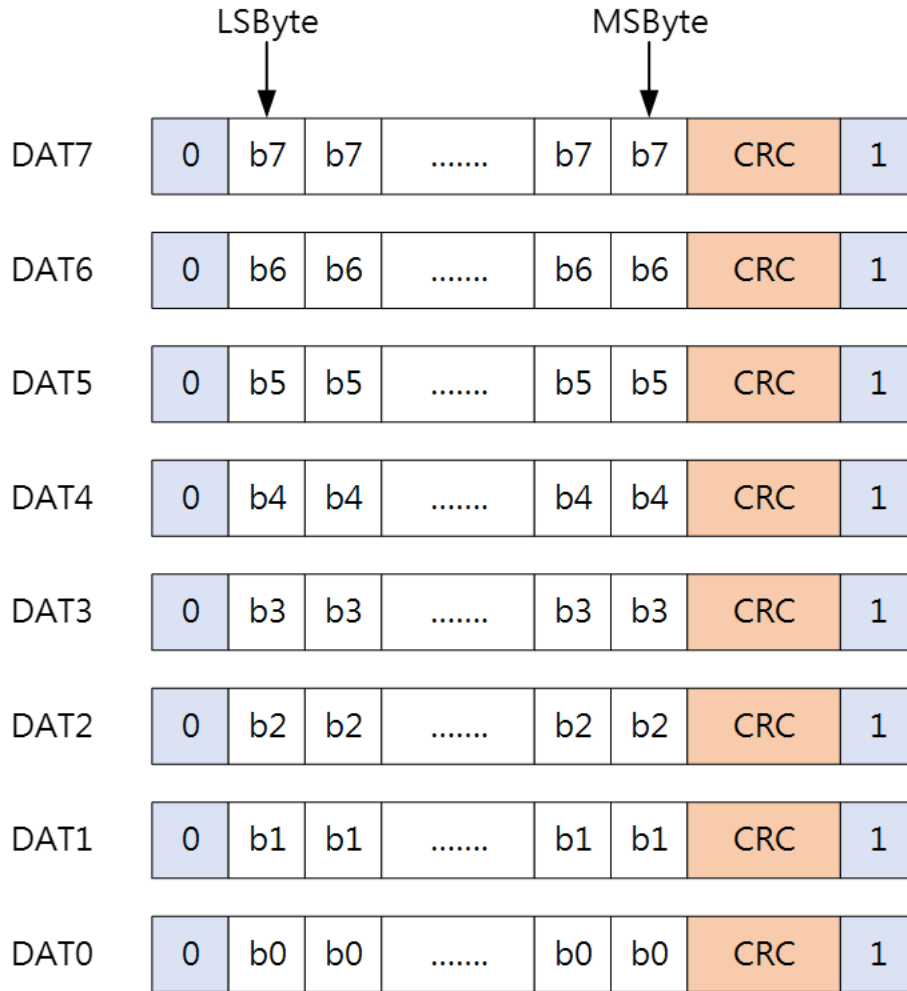 LSByte MSByte
DAT7 0 b7 b7 ....... b7 b7 CRC 1
DAT6 0 b6 b6 ....... b6 b6 CRC 1
DAT5 0 b5 b5 ....... b5 b5 CRC 1
DAT4 0 b4 b4 ....... b4 b4 CRC 1
DAT3 0 b3 b3 ....... b3 b3 CRC 1
DAT2 0 b2 b2 ....... b2 b2 CRC 1
DAT1 0 b1 b1 ....... b1 b1 CRC 1
DAT0 0 b0 b0 ....... b0 b0 CRC 1